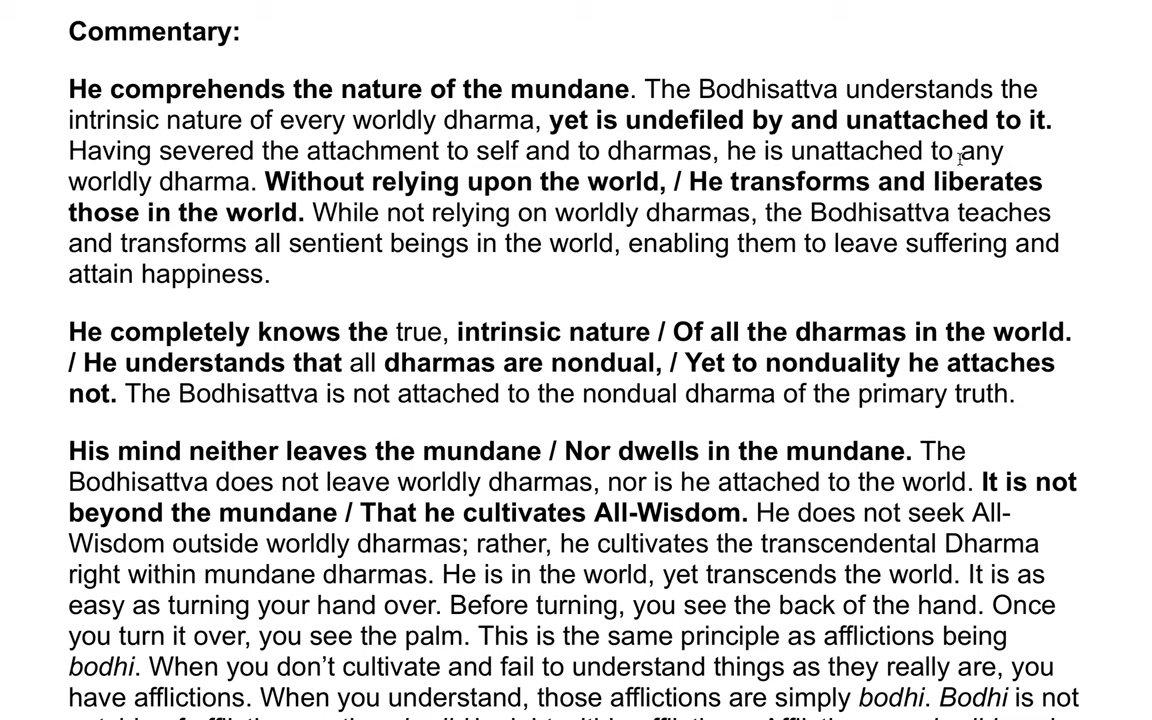 Commentary:
He comprehends the nature of the mundane. The Bodhisattva understands the
intrinsic nature of every worldly dharma, yet is undefiled by and unattached to it.
Having severed the attachment to self and to dharmas, he is unattached to any
worldly dharma. Without relying upon the world, / He transforms and liberates
those in the world. While not relying on worldly dharmas, the Bodhisattva teaches
and transforms all sentient beings in the world, enabling them to leave suffering and
attain happiness.
He completely knows the true, intrinsic nature / Of all the dharmas in the world.
/ He understands that all dharmas are nondual, / Yet to nonduality he attaches
not. The Bodhisattva is not attached to the nondual dharma of the primary truth.
His mind neither leaves the mundane / Nor dwells in the mundane. The
Bodhisattva does not leave worldly dharmas, nor is he attached to the world. It is not
beyond the mundane / That he cultivates All-Wisdom. He does not seek All-
Wisdom outside worldly dharmas; rather, he cultivates the transcendental Dharma
right within mundane dharmas. He is in the world, yet transcends the world. It is as
easy as turning your hand over. Before turning, you see the back of the hand. Once
you turn it over, you see the palm. This is the same principle as afflictions being
bodhi. When you don’t cultivate and fail to understand things as they really are, you
have afflictions. When you understand, those afflictions are simply bodhi. Bodhi is not